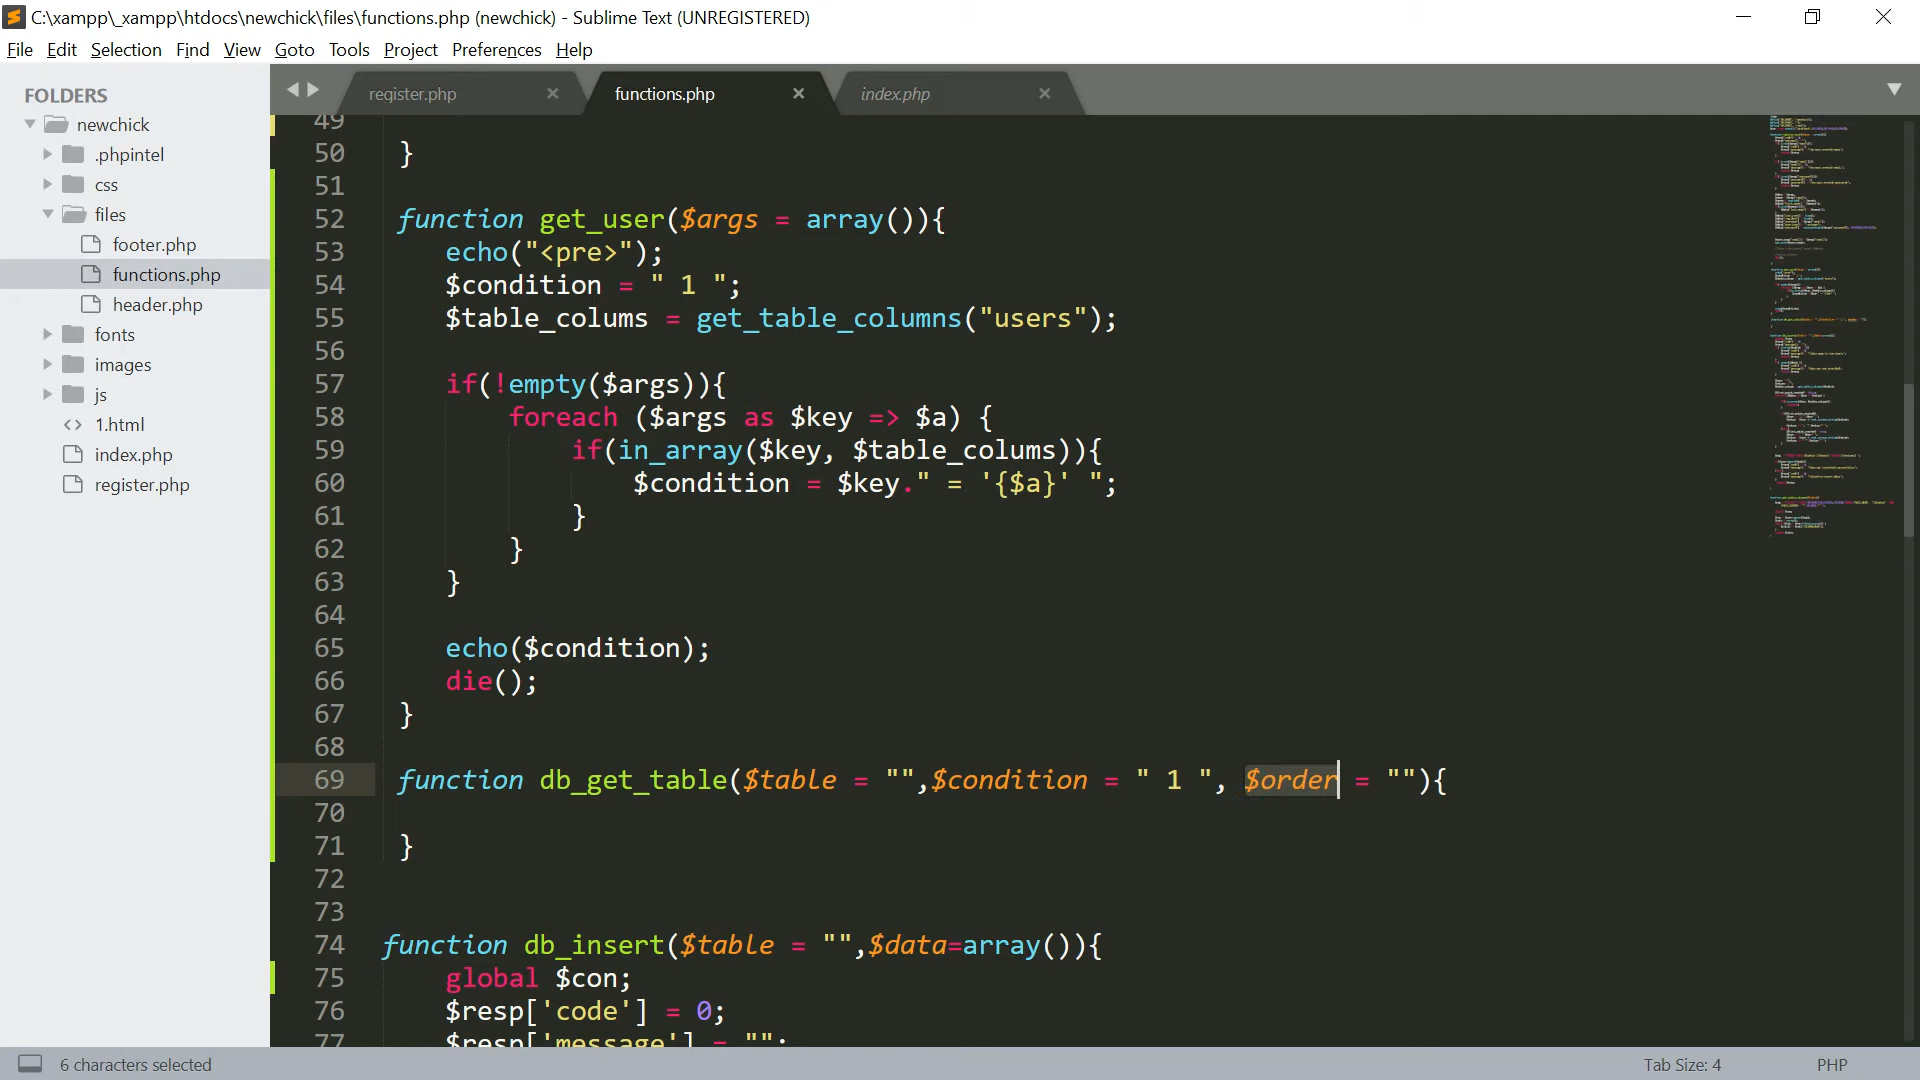 C:\xampp\_xampp\htdocs\newchick\files\functions.php (newchick) - Sublime Text (UNREGISTERED)
File Edit Selection Find View Goto Tools Project Preferences Help
FOLDERS
newchick
.phpintel
css
files
footer.php
functions.php
header.php
fonts
images
js
1.html
index.php
register.php
register.php functions.php index.php
49
50 }
51
52 function get_user($args = array()){
53 echo("<pre>");
54 $condition = " 1 ";
55 $table_colums = get_table_columns("users");
56
57 if(!empty($args)){
58 foreach ($args as $key => $a) {
59 if(in_array($key, $table_colums)){
60 $condition = $key." = '{$a}' ";
61 }
62 }
63 }
64
65 echo($condition);
66 die();
67 }
68
69 function db_get_table($table = "",$condition = " 1 ", $order = ""){
70
71 }
72
73
74 function db_insert($table = "",$data=array()){
75 global $con;
76 $resp['code'] = 0;
77 $resp['message'] = "";
6 characters selected
Tab Size: 4 PHP